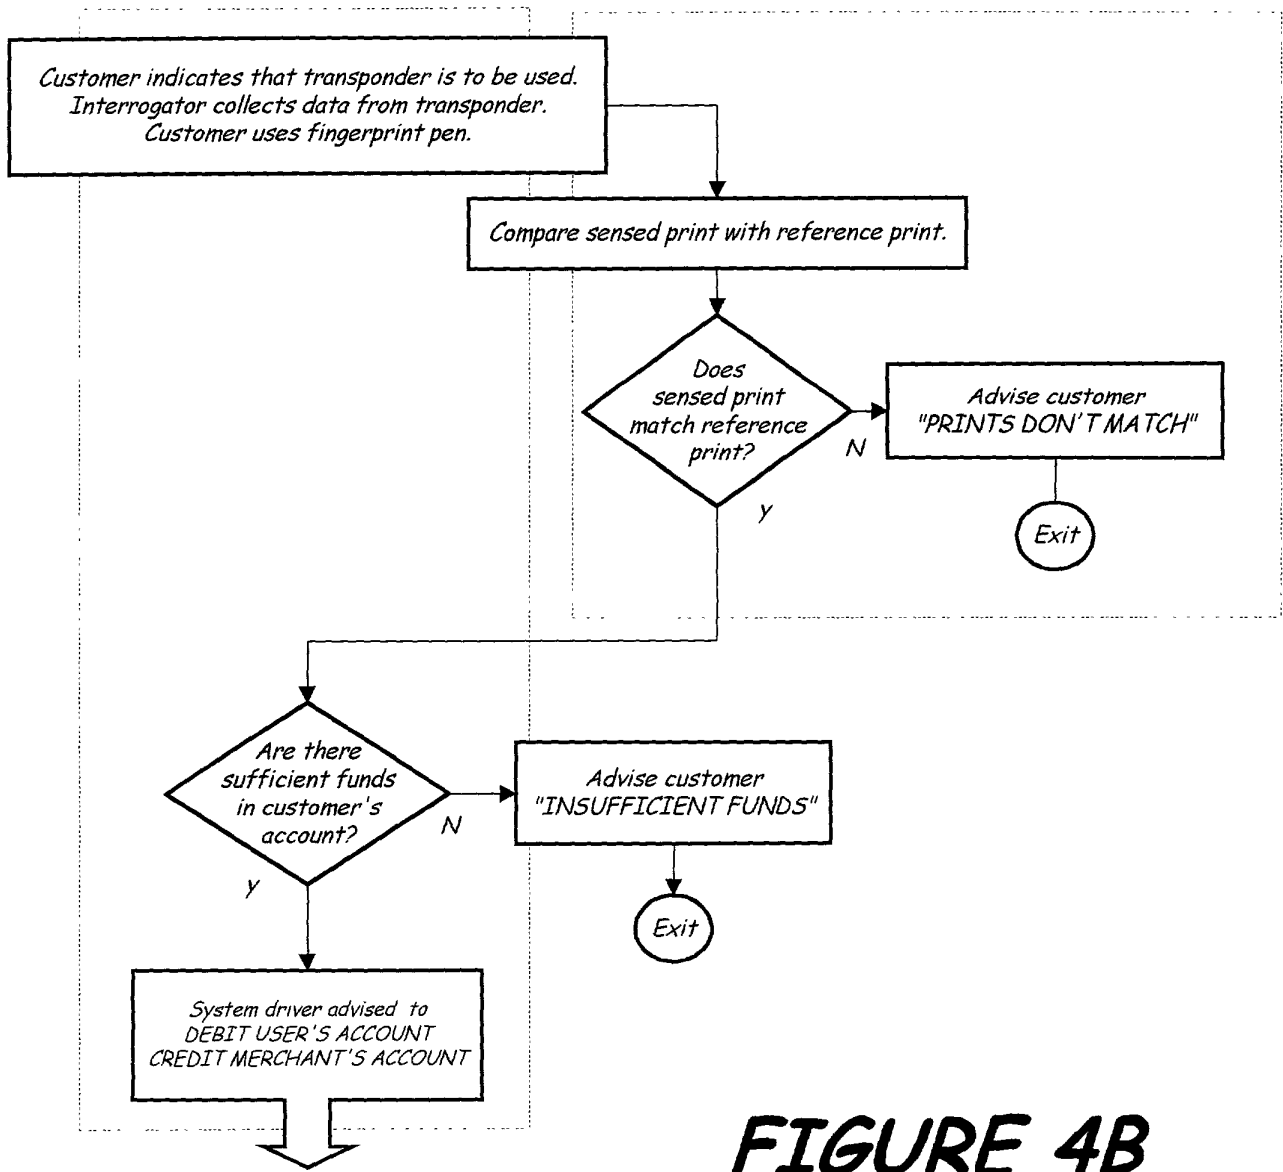 Customer indicates that transponder is to be used.
Interrogator collects data from transponder.
Customer uses fingerprint pen.
Compare sensed print with reference print.
Does
sensed print
match reference
print?
N
Advise customer
"PRINTS DON'T MATCH"
Y
Exit
Are there
sufficient funds
in customer's
account?
N
Advise customer
"INSUFFICIENT FUNDS"
Y
Exit
System driver advised to
DEBIT USER'S ACCOUNT
CREDIT MERCHANT'S ACCOUNT
FIGURE 4B